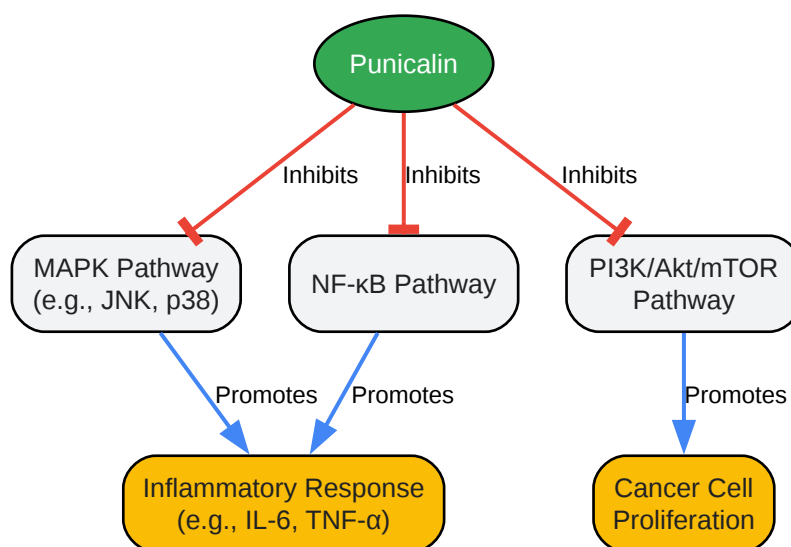 Punicalin
Inhibits
Inhibits
Inhibits
MAPK Pathway
(e.g., JNK, p38)
NF-κB Pathway
PI3K/Akt/mTOR
Pathway
Promotes
Promotes
Promotes
Inflammatory Response
(e.g., IL-6, TNF-α)
Cancer Cell
Proliferation